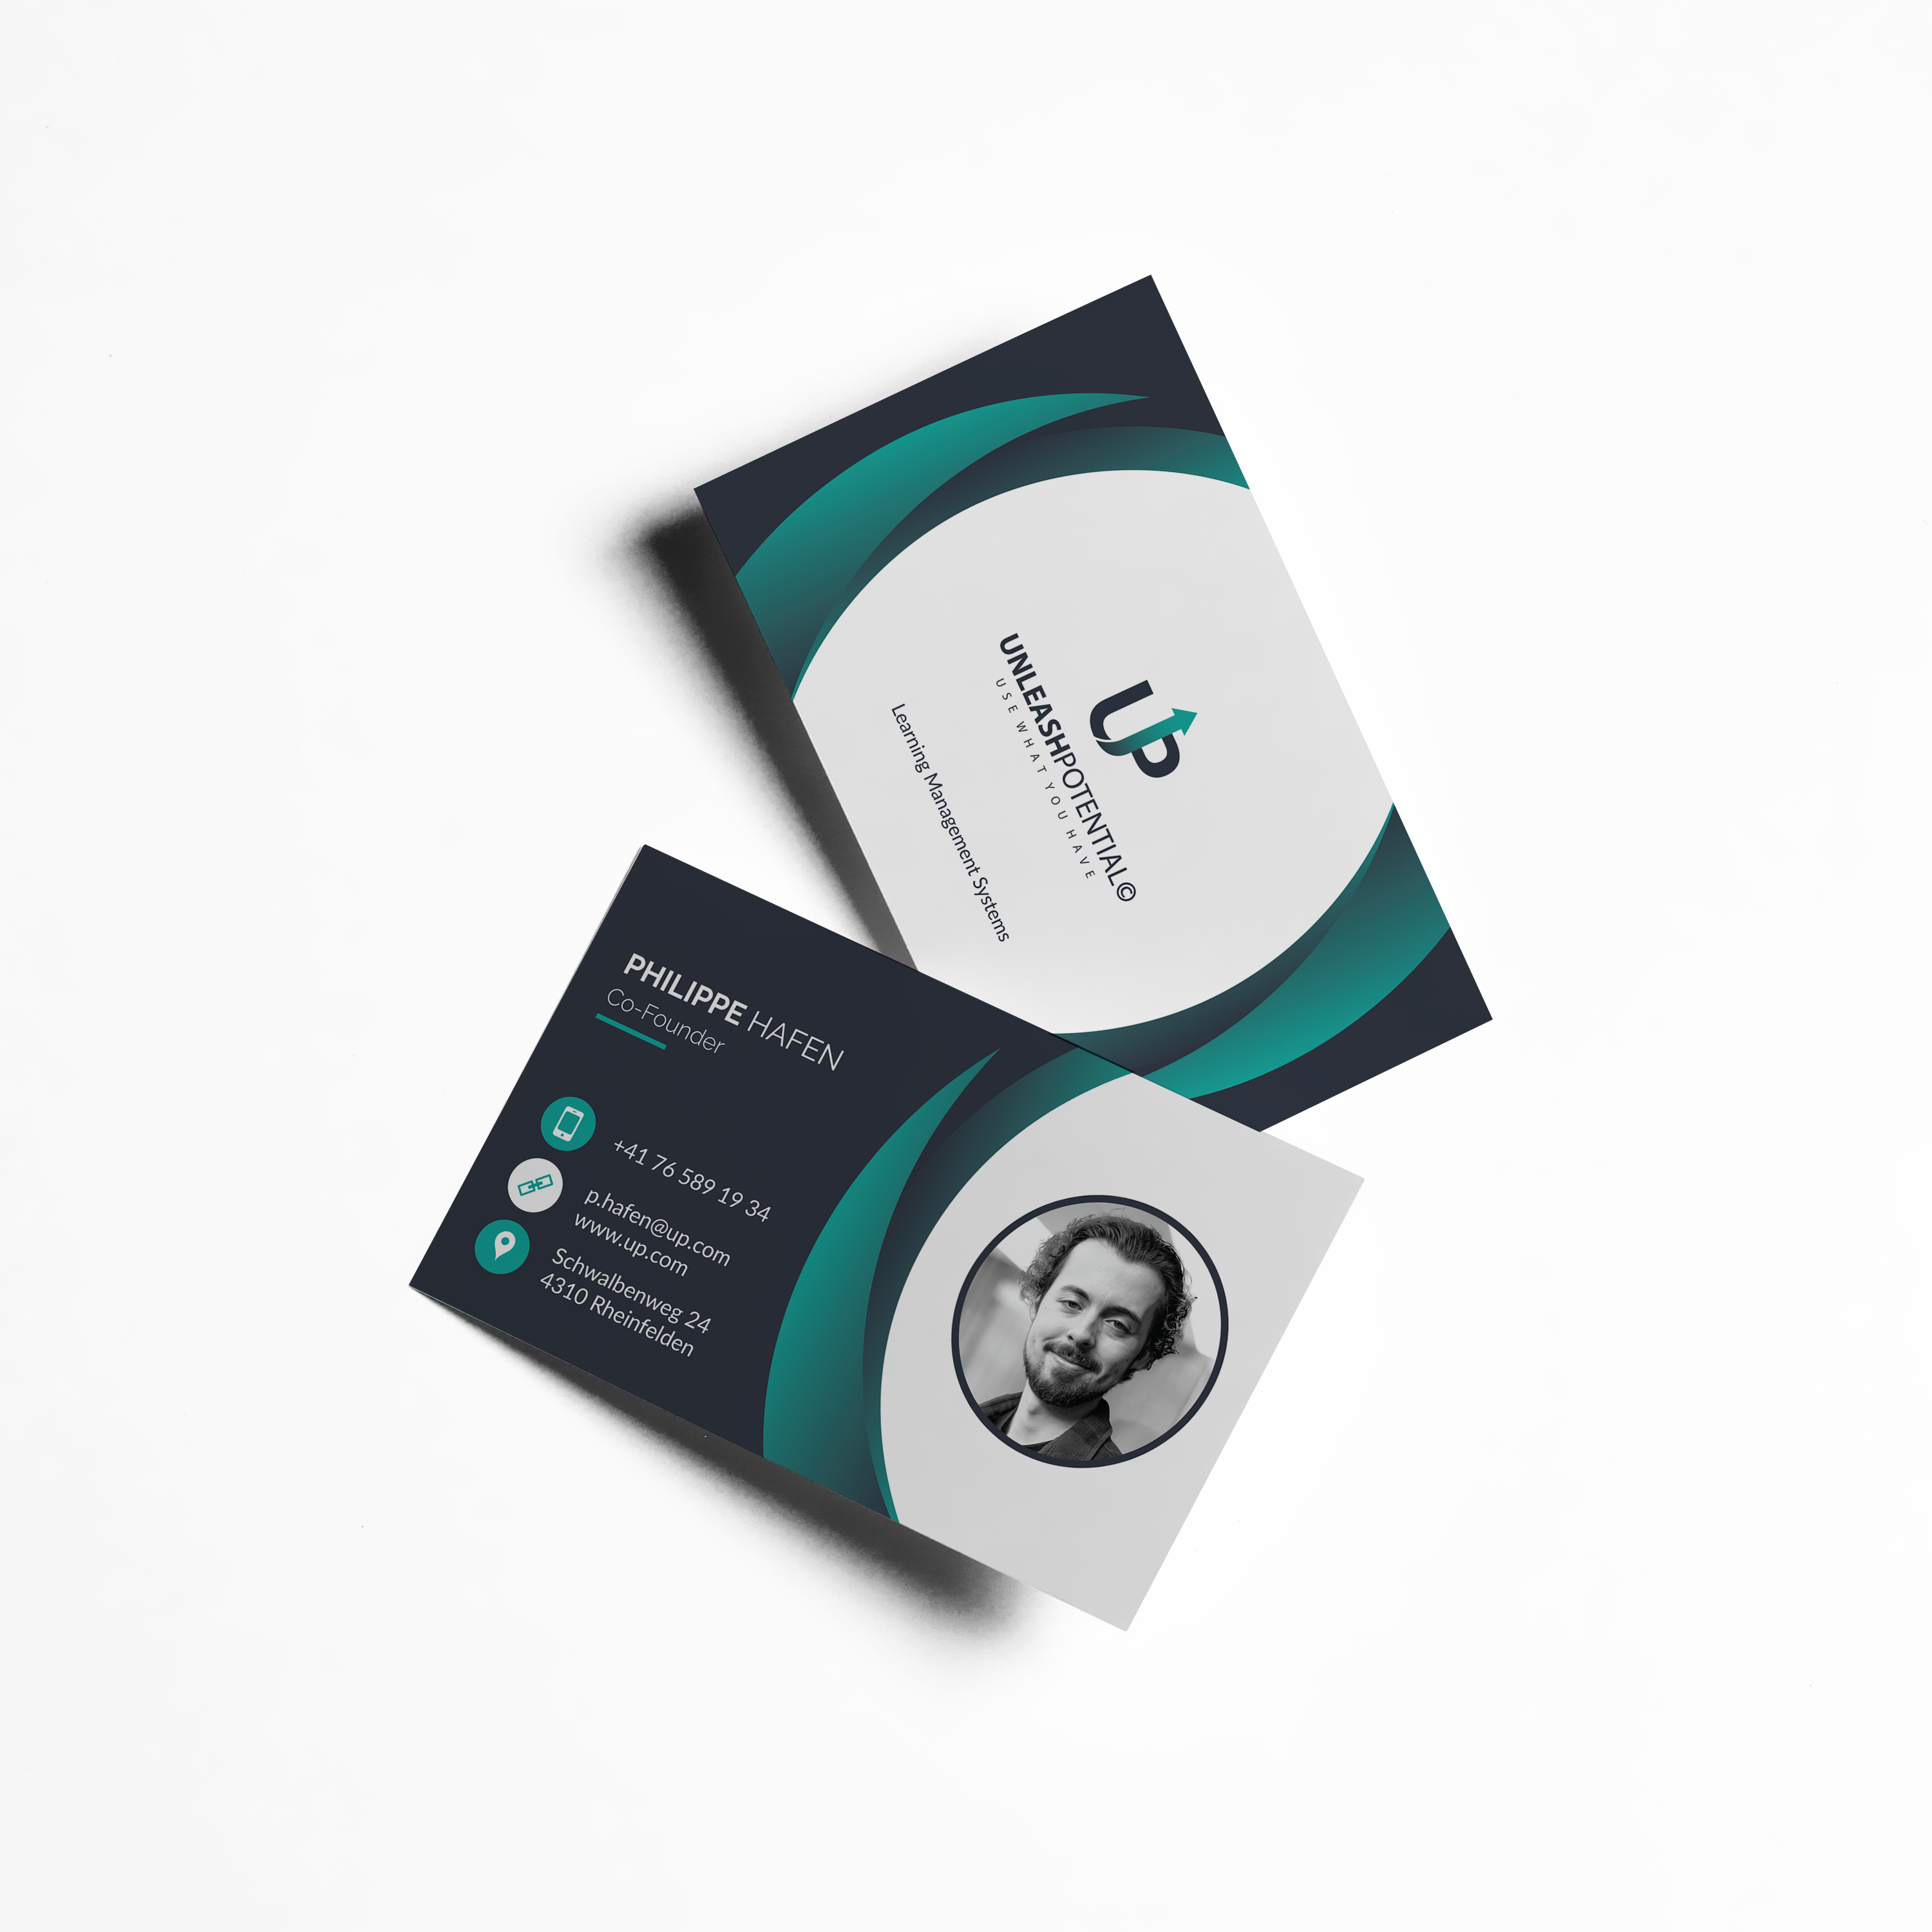 UP
UNLEASHPOTENTIAL©
USE WHAT YOU HAVE
Learning Management Systems
PHILIPPE HAFEN
Co-Founder
+41 76 589 19 34
p.hafen@up.com
www.up.com
Schwalbenweg 24
4310 Rheinfelden